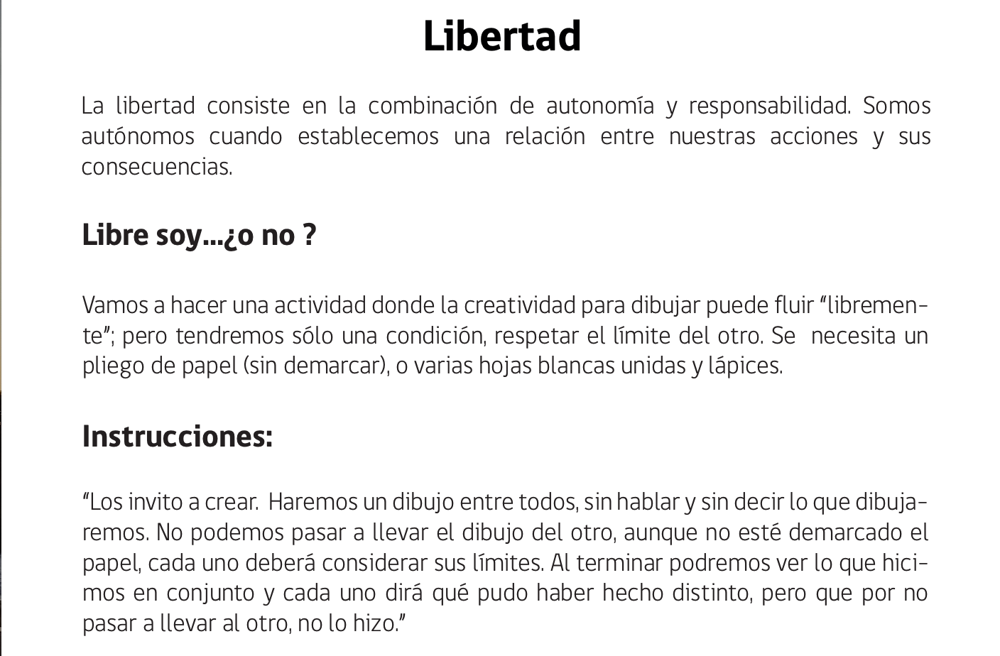 Libertad
La libertad consiste en la combinación de autonomía y responsabilidad. Somos
autónomos cuando establecemos una relación entre nuestras acciones y sus
consecuencias.
Libre soy...¿o no ?
Vamos a hacer una actividad donde la creatividad para dibujar puede fluir “libremen-
te”; pero tendremos sólo una condición, respetar el límite del otro. Se  necesita un
pliego de papel (sin demarcar), o varias hojas blancas unidas y lápices.
Instrucciones:
“Los invito a crear.  Haremos un dibujo entre todos, sin hablar y sin decir lo que dibuja-
remos. No podemos pasar a llevar el dibujo del otro, aunque no esté demarcado el
papel, cada uno deberá considerar sus límites. Al terminar podremos ver lo que hici-
mos en conjunto y cada uno dirá qué pudo haber hecho distinto, pero que por no
pasar a llevar al otro, no lo hizo.”